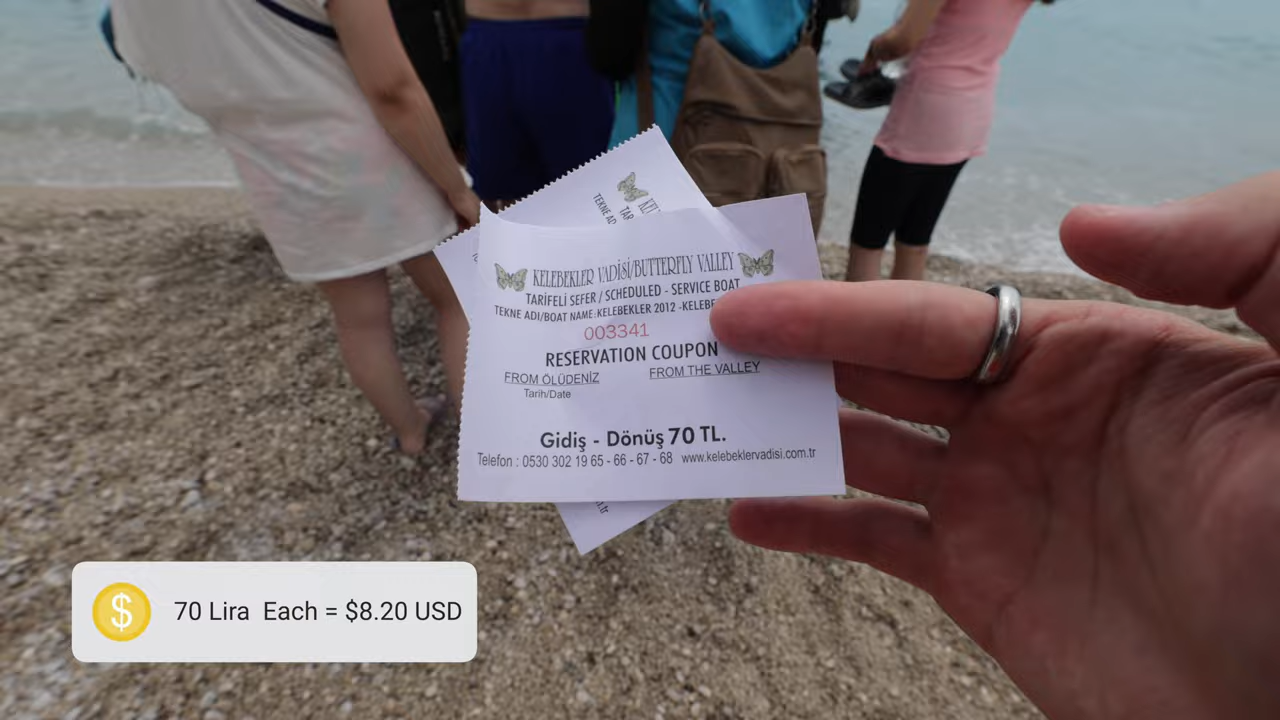 KELEBEKLER VADİSİ/BUTTERFLY VALLEY
TARİFELİ SEFER / SCHEDULED - SERVICE BOAT
TEKNE ADI/BOAT NAME:KELEBEKLER 2012 -KELEBE
003341
RESERVATION COUPON
FROM ÖLÜDENİZ FROM THE VALLEY
Tarih/Date
Gidiş - Dönüş 70 TL.
Telefon : 0530 302 19 65 - 66 - 67 - 68 www.kelebeklervadisi.com.tr
70 Lira Each = $8.20 USD